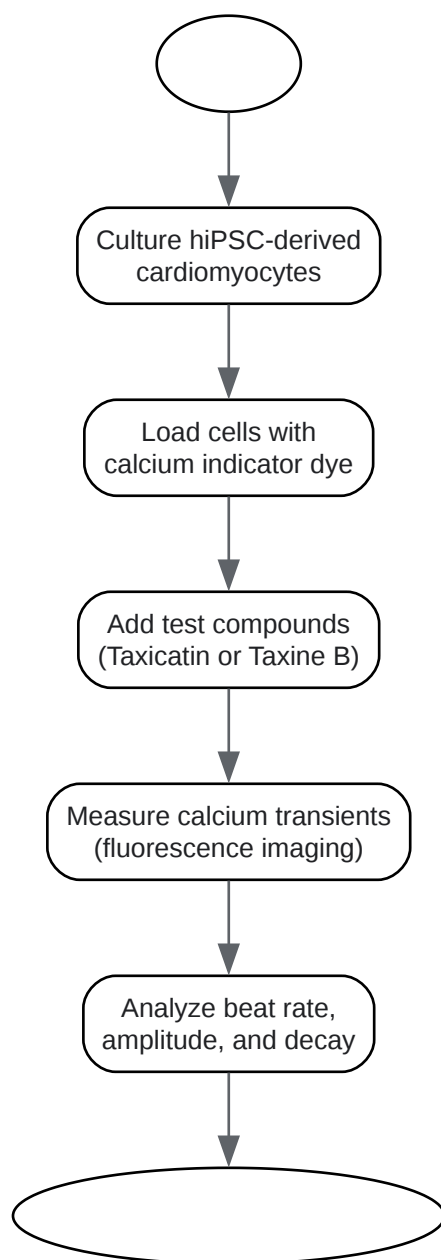 Culture hiPSC-derived
cardiomyocytes
Load cells with
calcium indicator dye
Add test compounds
(Taxicatin or Taxine B)
Measure calcium transients
(fluorescence imaging)
Analyze beat rate,
amplitude, and decay